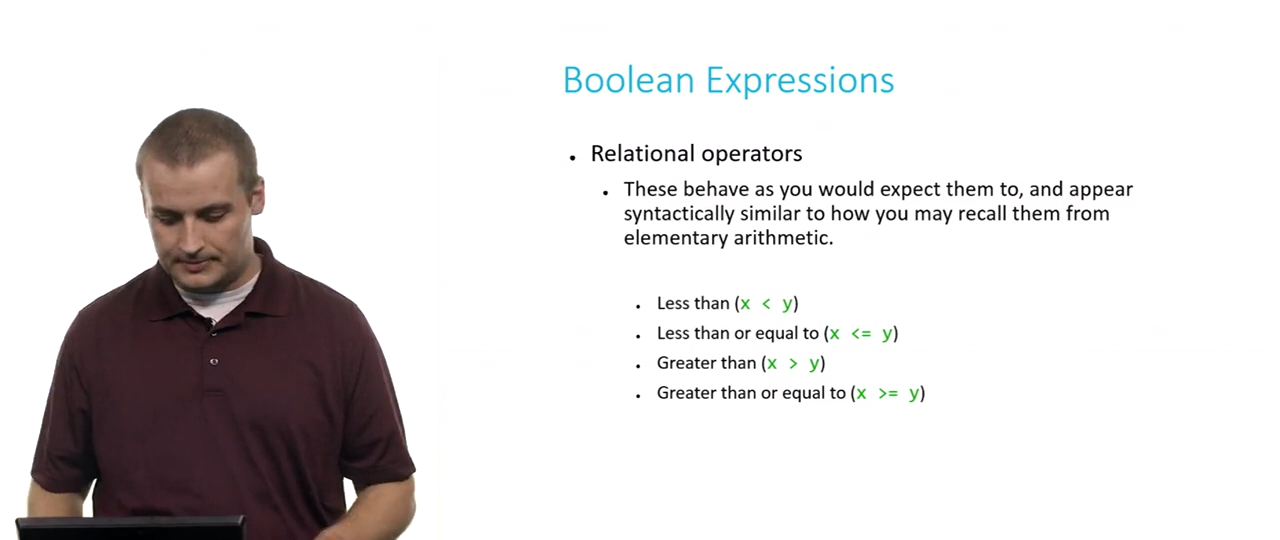 Boolean Expressions
• Relational operators
• These behave as you would expect them to, and appear
syntactically similar to how you may recall them from
elementary arithmetic.
• Less than (x < y)
• Less than or equal to (x <= y)
• Greater than (x > y)
• Greater than or equal to (x >= y)